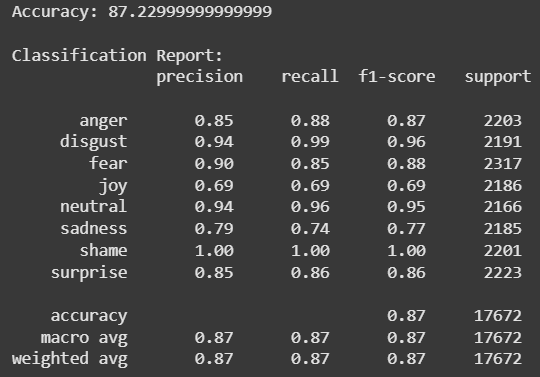 Accuracy: 87.22999999999999
Classification Report:
precision recall f1-score support
anger 0.85 0.88 0.87 2203
disgust 0.94 0.99 0.96 2191
fear 0.90 0.85 0.88 2317
joy 0.69 0.69 0.69 2186
neutral 0.94 0.96 0.95 2166
sadness 0.79 0.74 0.77 2185
shame 1.00 1.00 1.00 2201
surprise 0.85 0.86 0.86 2223
accuracy 0.87 17672
macro avg 0.87 0.87 0.87 17672
weighted avg 0.87 0.87 0.87 17672